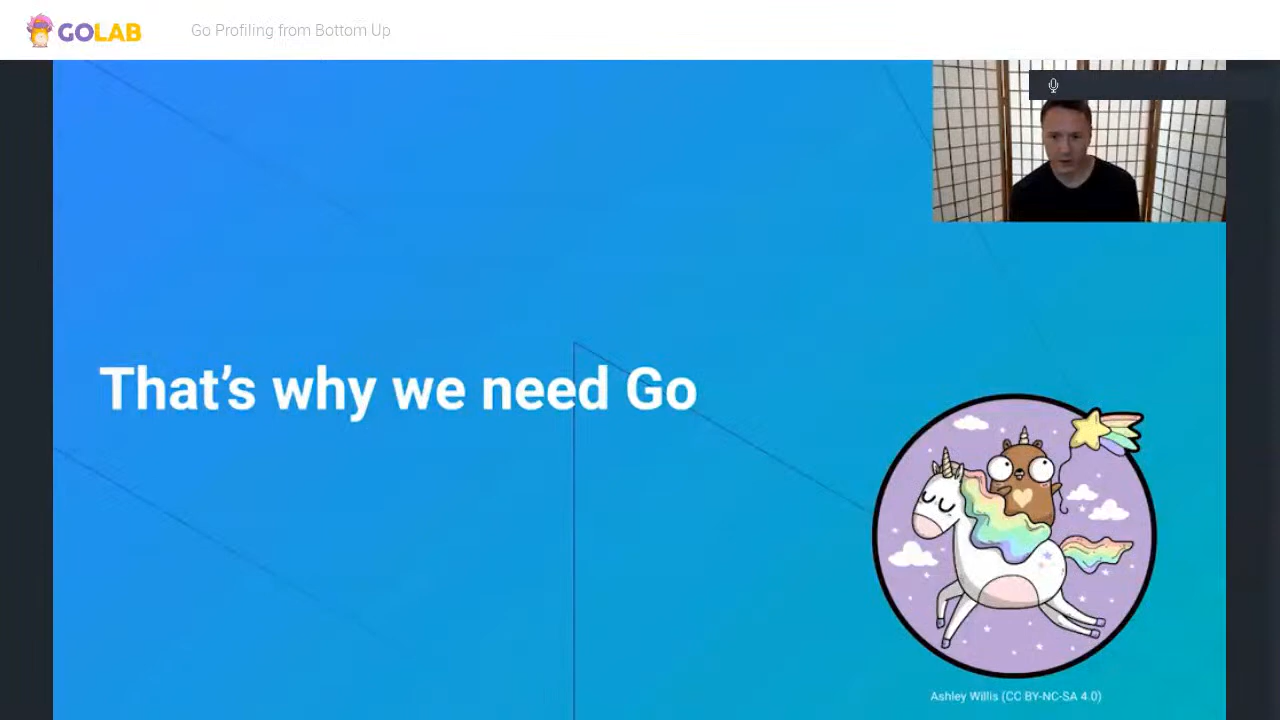 GOLAB
Go Profiling from Bottom Up
That's why we need Go
Ashley Willis (CC BY-NC-SA 4.0)